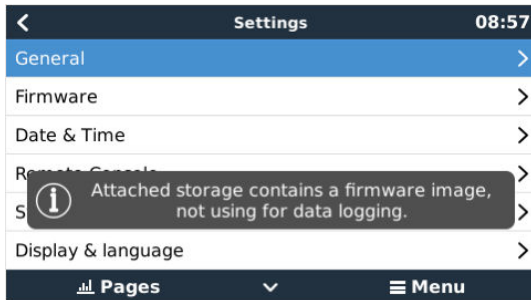 Settings
08:57
General
Firmware
Date & Time
Attached storage contains a firmware image,
not using for data logging.
S
Display & language
Pages
Menu